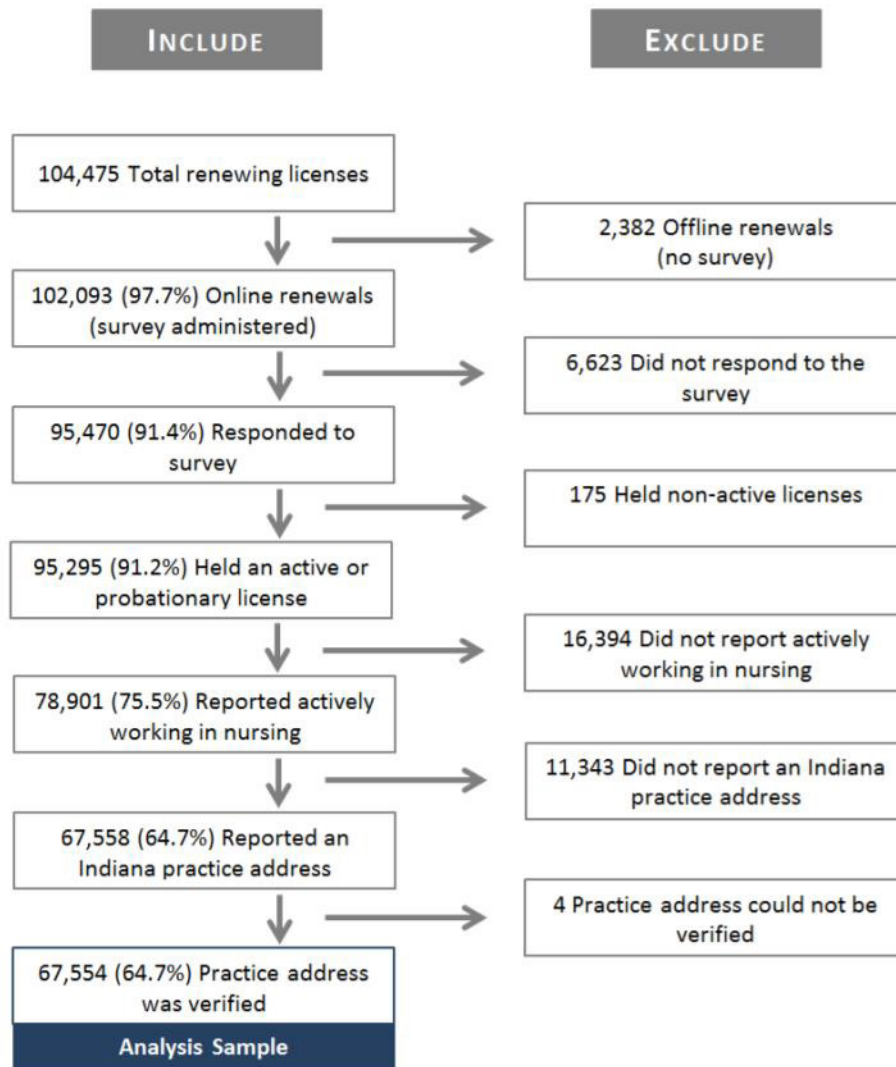 INCLUDE
EXCLUDE
104,475 Total renewing licenses
2,382 Offline renewals
(no survey)
102,093 (97.7%) Online renewals
(survey administered)
6,623 Did not respond to the
survey
95,470 (91.4%) Responded to
survey
175 Held non-active licenses
95,295 (91.2%) Held an active or
probationary license
16,394 Did not report actively
working in nursing
78,901 (75.5%) Reported actively
working in nursing
11,343 Did not report an Indiana
practice address
67,558 (64.7%) Reported an
Indiana practice address
4 Practice address could not be
verified
67,554 (64.7%) Practice address
was verified
Analysis Sample